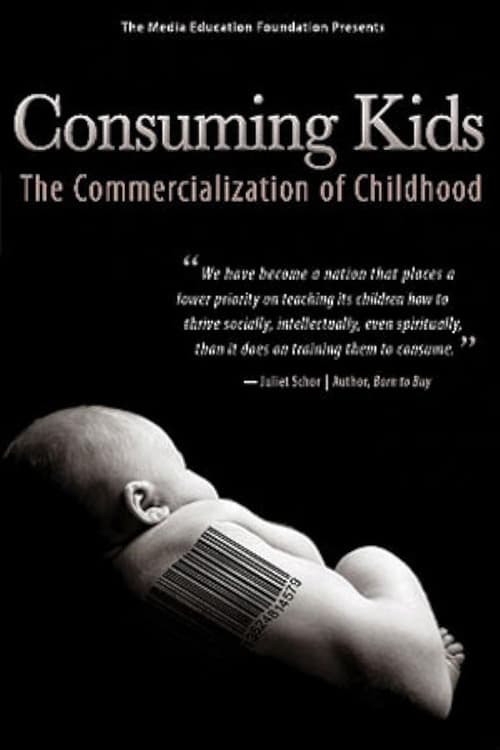 The Media Education Foundation Presents
Consuming Kids
The Commercialization of Childhood
“ We have become a nation that places a
lower priority on teaching its children how to
thrive socially, intellectually, even spiritually,
than it does on training them to consume. ”
— Juliet Schor | Author, Born to Buy
13624814579